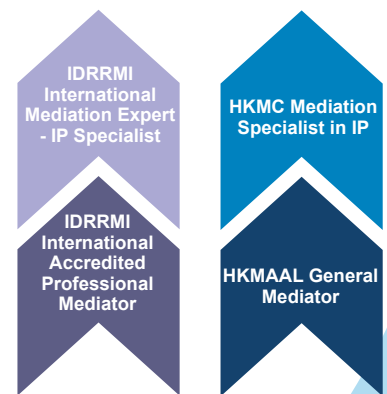 IDRRMI
International
Mediation Expert
- IP Specialist
HKMC Mediation
Specialist in IP
IDRRMI
International
Accredited
Professional
Mediator
HKMAAL General
Mediator